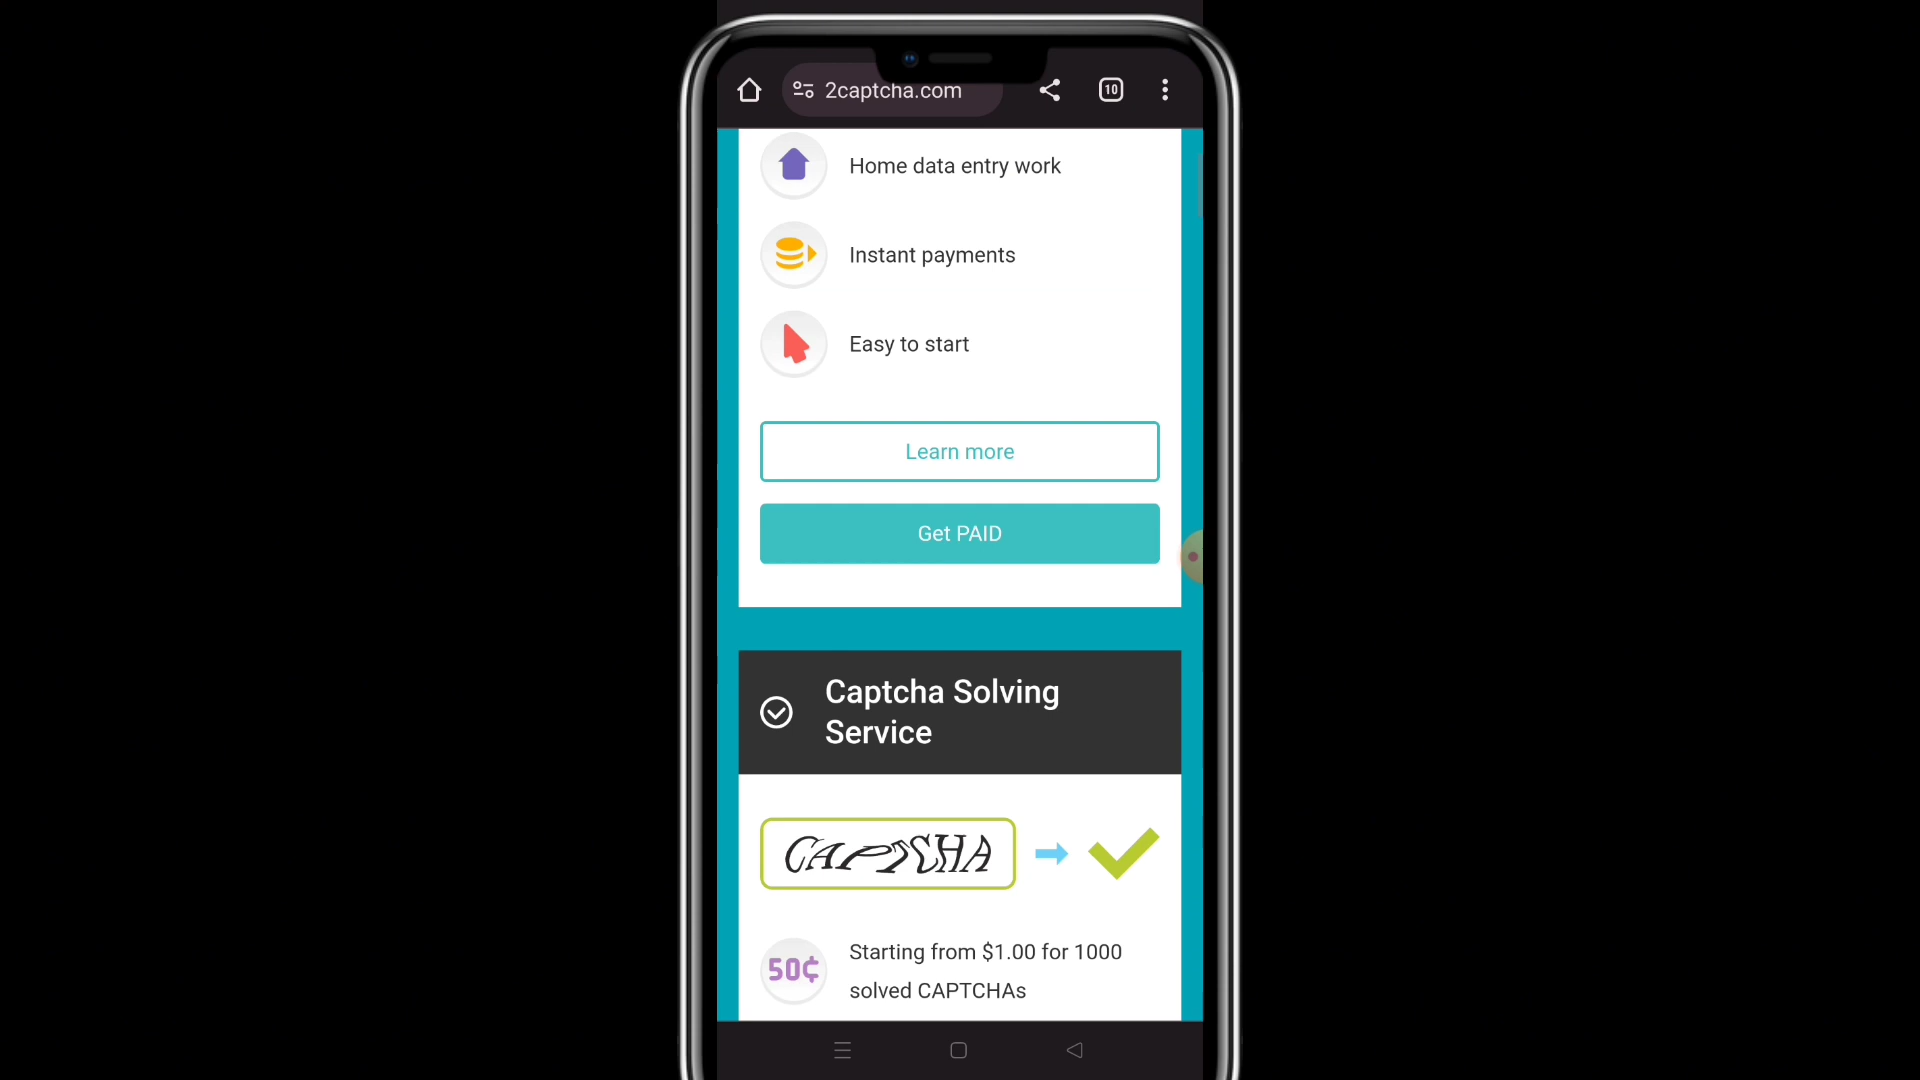 2captcha.com
10
Home data entry work
Instant payments
Easy to start
Learn more
Get PAID
Captcha Solving
Service
CAPTCHA
50¢
Starting from $1.00 for 1000
solved CAPTCHAs